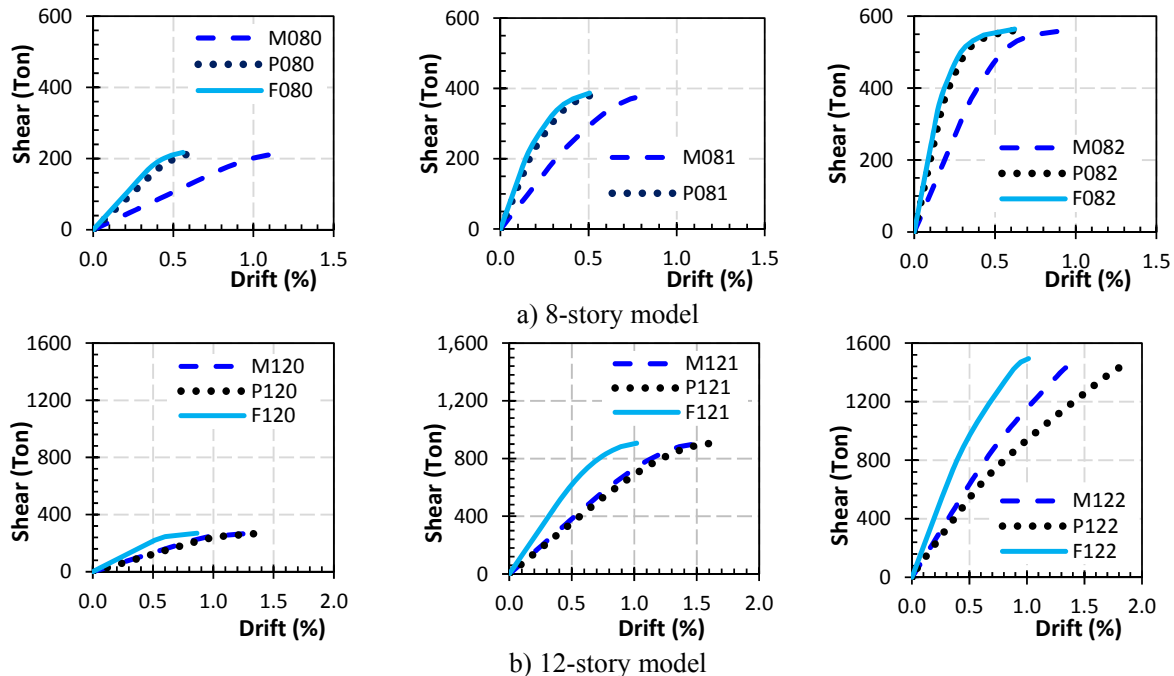 Shear (Ton)
600
400
200
0
0.0 0.5 1.0 1.5
Drift (%)
M080
P080
F080
Shear (Ton)
600
400
200
0
0.0 0.5 1.0 1.5
Drift (%)
M081
P081
Shear (Ton)
600
400
200
0
0.0 0.5 1.0 1.5
Drift (%)
M082
P082
F082
a) 8-story model
Shear (Ton)
1600
1200
800
400
0
0.0 0.5 1.0 1.5 2.0
Drift (%)
M120
P120
F120
Shear (Ton)
1,600
1,200
800
400
0
0.0 0.5 1.0 1.5 2.0
Drift (%)
M121
P121
F121
Shear (Ton)
1600
1200
800
400
0
0.0 0.5 1.0 1.5 2.0
Drift (%)
M122
P122
F122
b) 12-story model